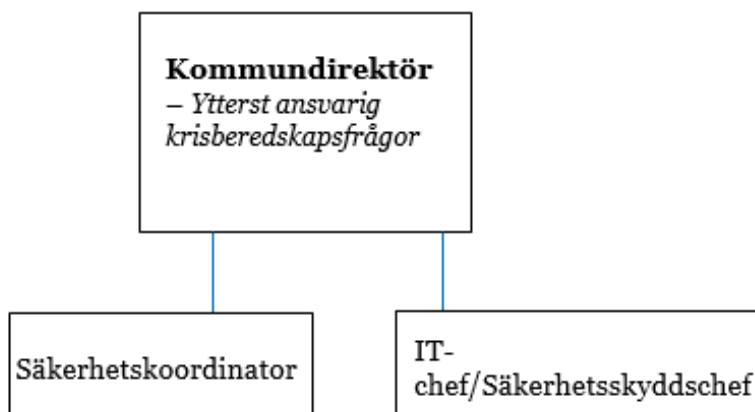 Kommundirektör
– Ytterst ansvarig
krisberedskapsfrågor
Säkerhetskoordinator
IT-
chef/Säkerhetsskyddschef